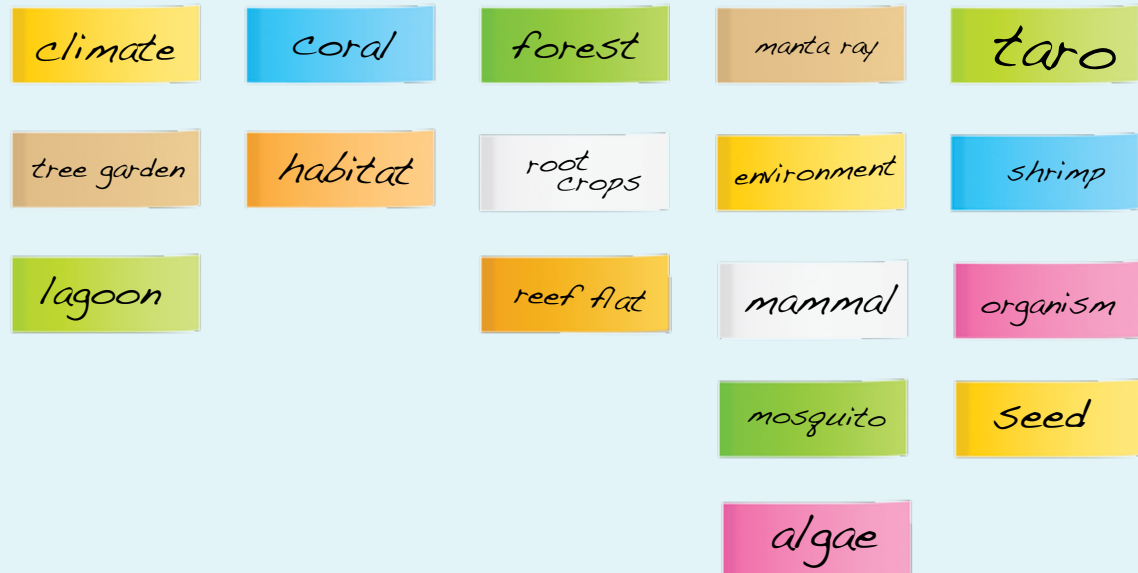 climate
coral
forest
manta ray
taro
tree garden
habitat
root
crops
environment
shrimp
lagoon
reef flat
mammal
organism
mosquito
seed
algae